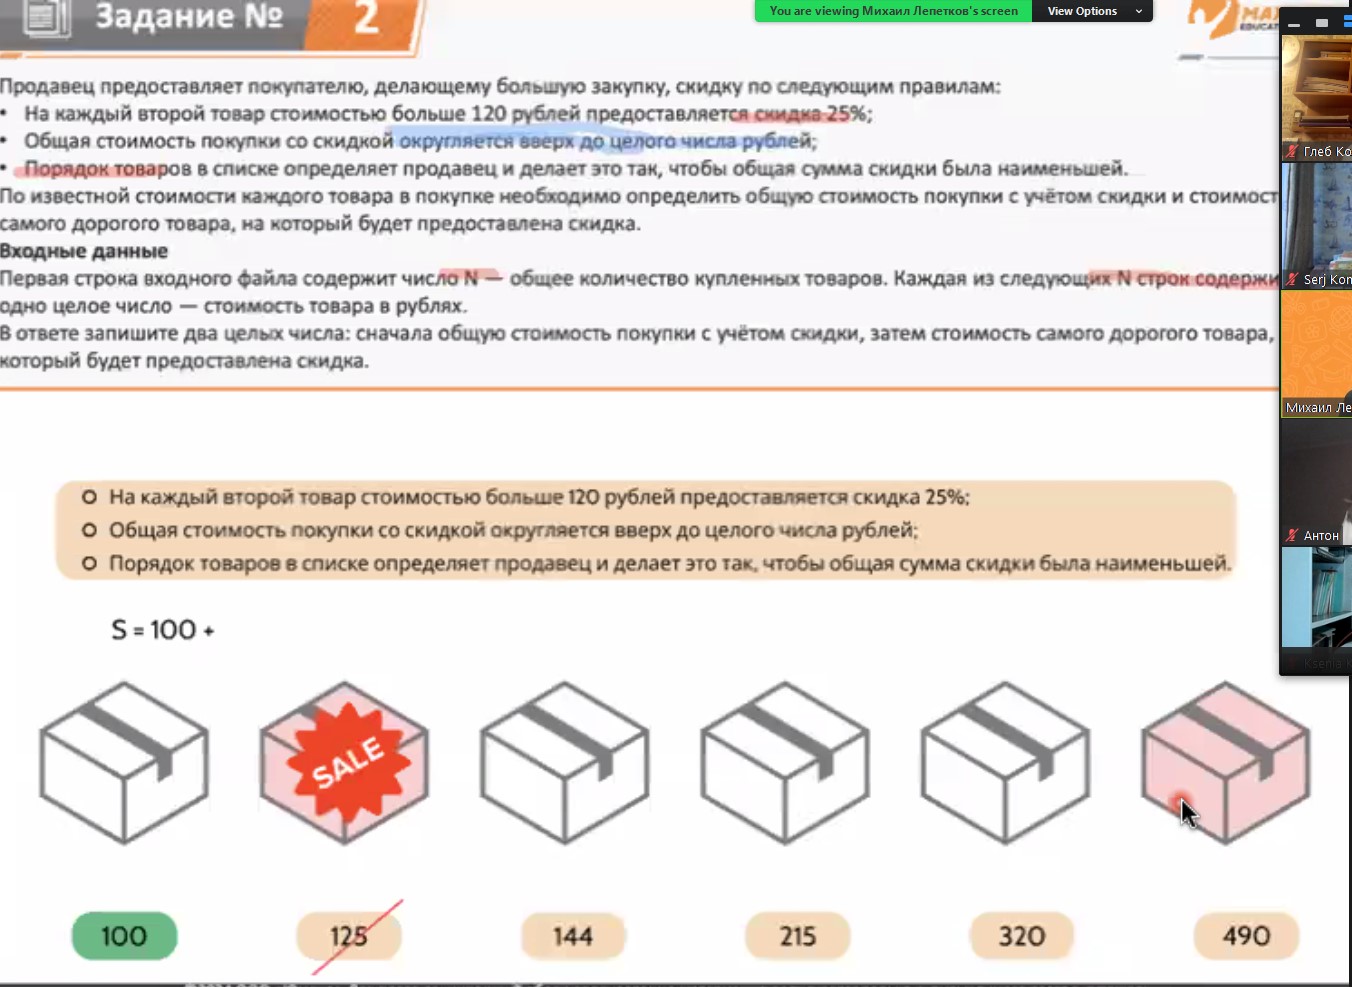 Задание № 2
You are viewing Михаил Лепетков's screen View Options
Продавец предоставляет покупателю, делающему большую закупку, скидку по следующим правилам:
• На каждый второй товар стоимостью больше 120 рублей предоставляется скидка 25%;
• Общая стоимость покупки со скидкой округляется вверх до целого числа рублей;
• Порядок товаров в списке определяет продавец и делает это так, чтобы общая сумма скидки была наименьшей.
По известной стоимости каждого товара в покупке необходимо определить общую стоимость покупки с учётом скидки и стоимост
самого дорогого товара, на который будет предоставлена скидка.
Входные данные
Первая строка входного файла содержит число N — общее количество купленных товаров. Каждая из следующих N строк содержи
одно целое число — стоимость товара в рублях.
В ответе запишите два целых числа: сначала общую стоимость покупки с учётом скидки, затем стоимость самого дорогого товара,
который будет предоставлена скидка.
Глеб Ко
Serj Kon
Михаил Ле
Антон
Ksenia
На каждый второй товар стоимостью больше 120 рублей предоставляется скидка 25%;
Общая стоимость покупки со скидкой округляется вверх до целого числа рублей;
Порядок товаров в списке определяет продавец и делает это так, чтобы общая сумма скидки была наименьшей.
S = 100 +
SALE
100 125 144 215 320 490